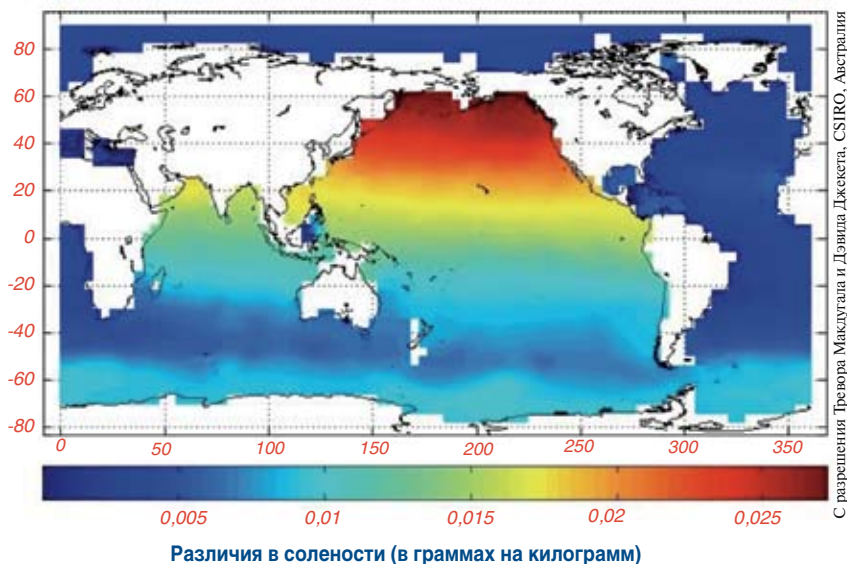 80
60
40
20
0
-20
-40
-60
-80
0 50 100 150 200 250 300 350
0,005 0,01 0,015 0,02 0,025
Различия в солености (в граммах на килограмм)
С разрешения Тревора Макдугала и Дэвида Джекета, CSIRO, Австралия